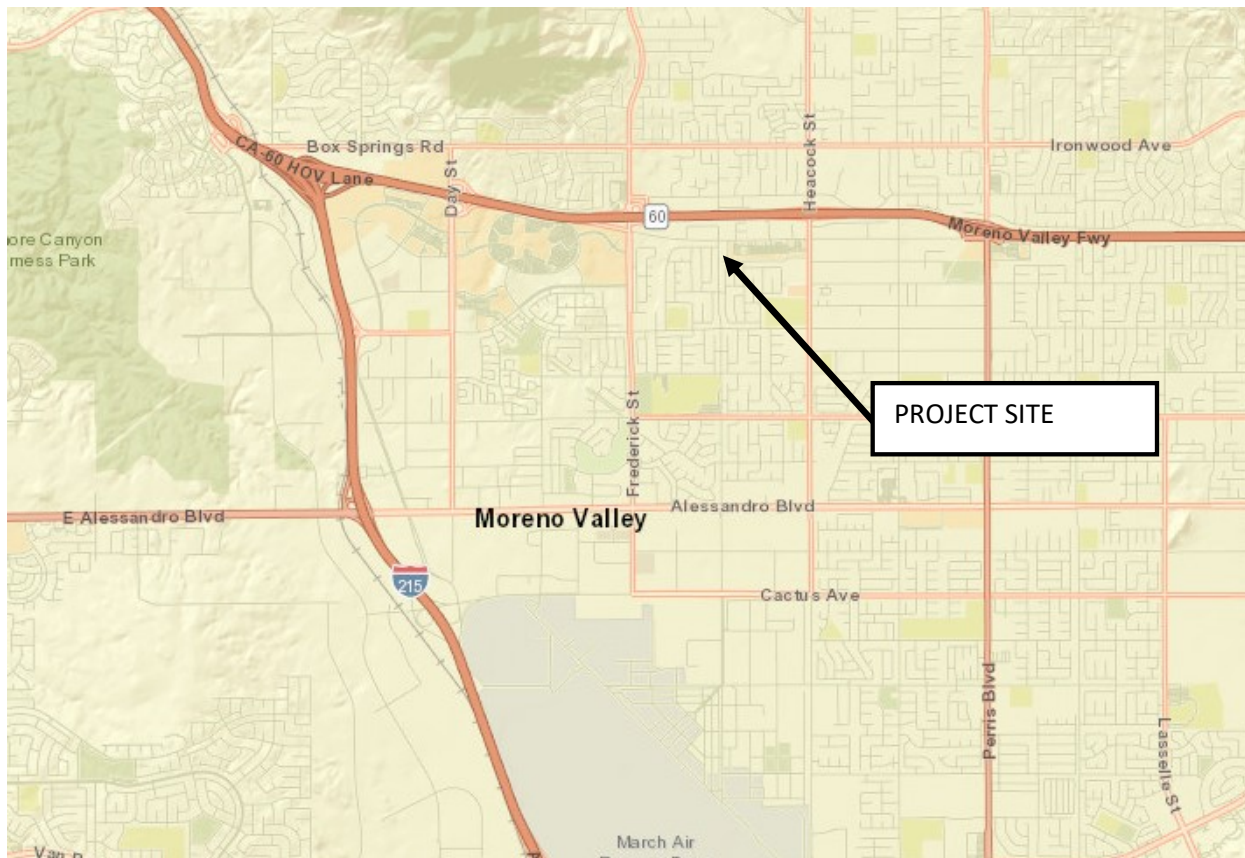 Box Springs Rd
CA-60 HOV Lane
Day St
Heacock St
Ironwood Ave
60
Moreno Valley Fwy
ore Canyon
rness Park
PROJECT SITE
Frederick St
E Alessandro Blvd
Moreno Valley
Alessandro Blvd
215
Cactus Ave
Perris Blvd
Lasselle St
March Air
Van